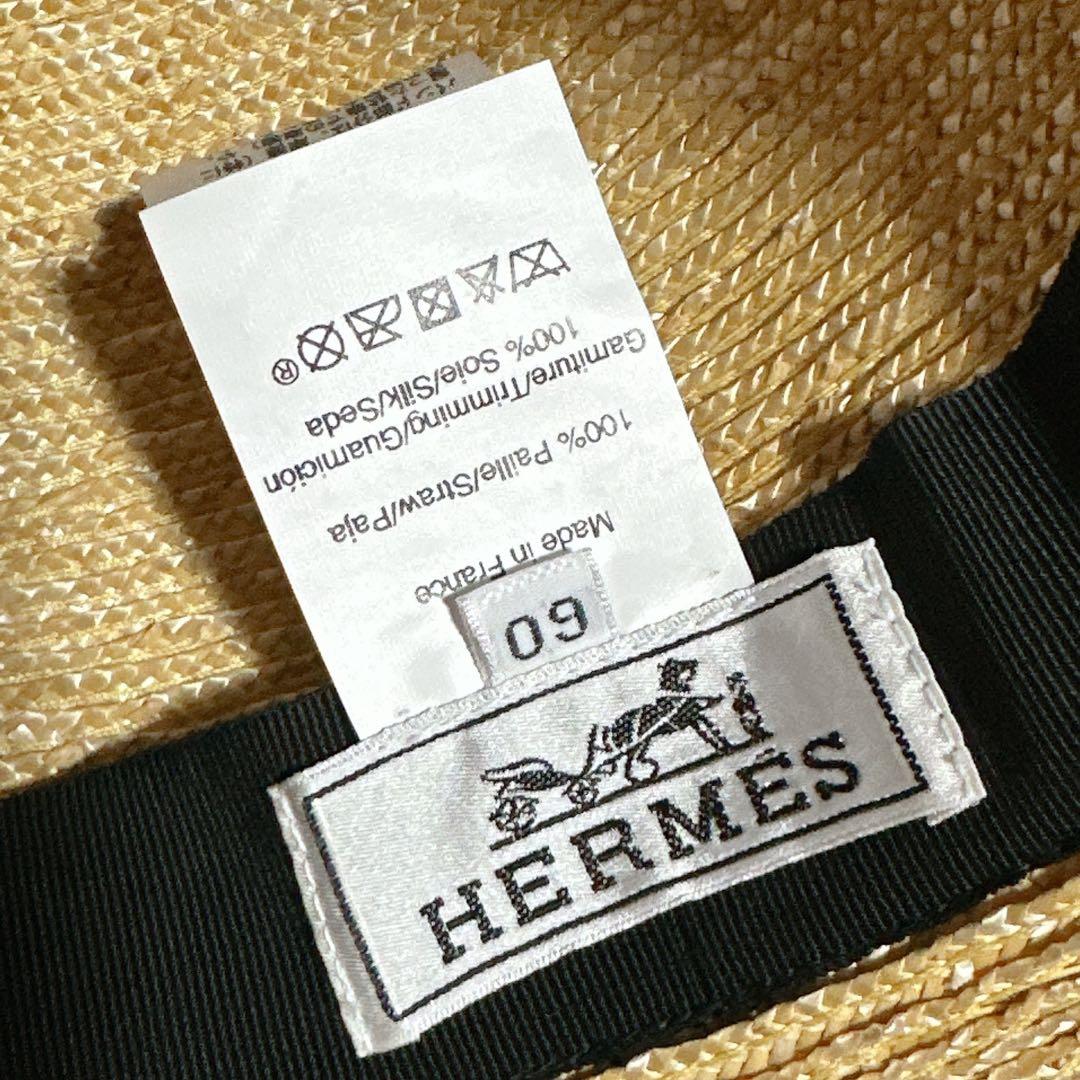 HERMÈS
60
Made in France
100% Paille/Straw/Paja
Garniture/Trimming/Guarnición
100% Soie/Silk/Seda
®